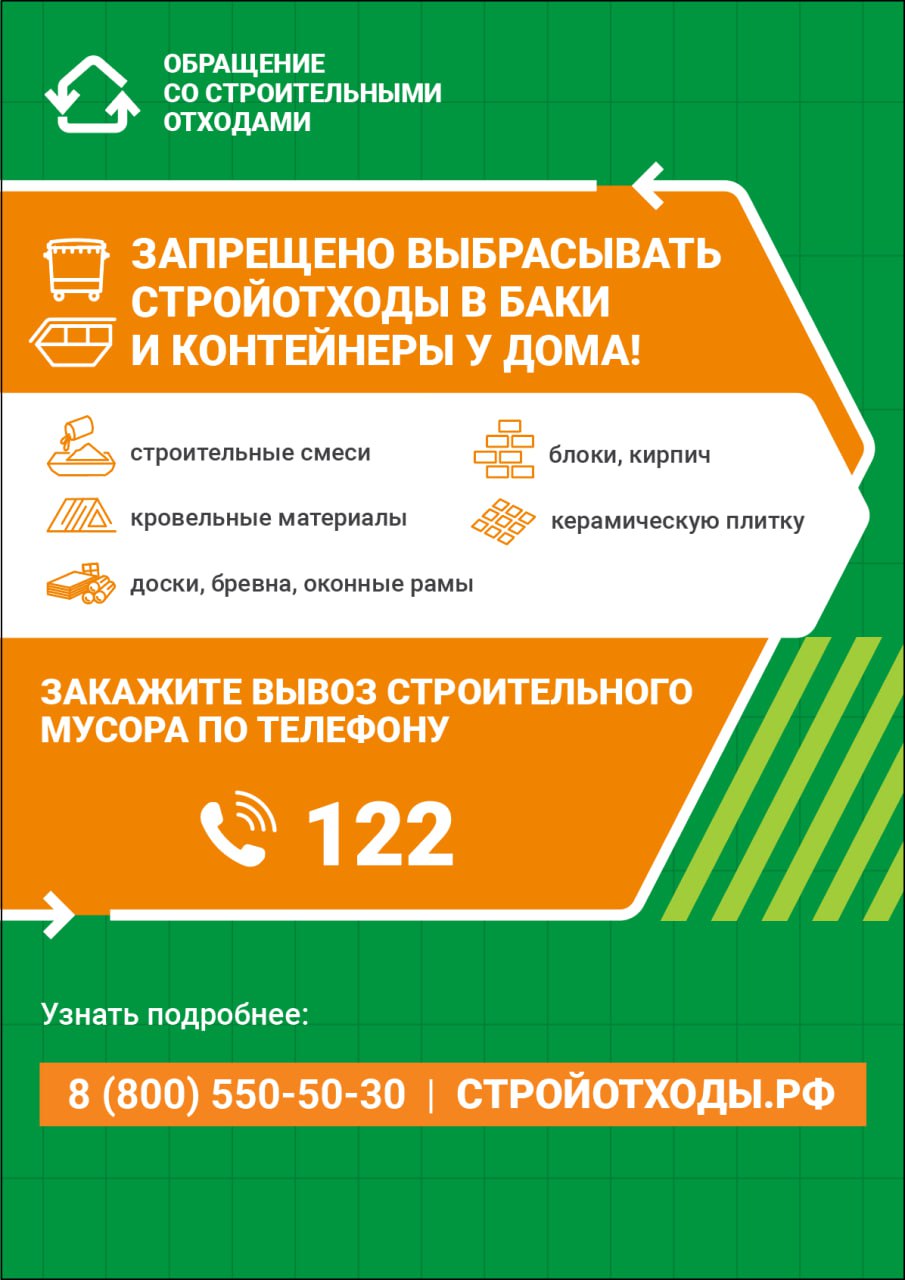 ОБРАЩЕНИЕ
СО СТРОИТЕЛЬНЫМИ
ОТХОДАМИ
ЗАПРЕЩЕНО ВЫБРАСЫВАТЬ
СТРОЙОТХОДЫ В БАКИ
И КОНТЕЙНЕРЫ У ДОМА!
строительные смеси
блоки, кирпич
кровельные материалы
керамическую плитку
доски, бревна, оконные рамы
ЗАКАЖИТЕ ВЫВОЗ СТРОИТЕЛЬНОГО
МУСОРА ПО ТЕЛЕФОНУ
122
Узнать подробнее:
8 (800) 550-50-30 | СТРОЙОТХОДЫ.РФ